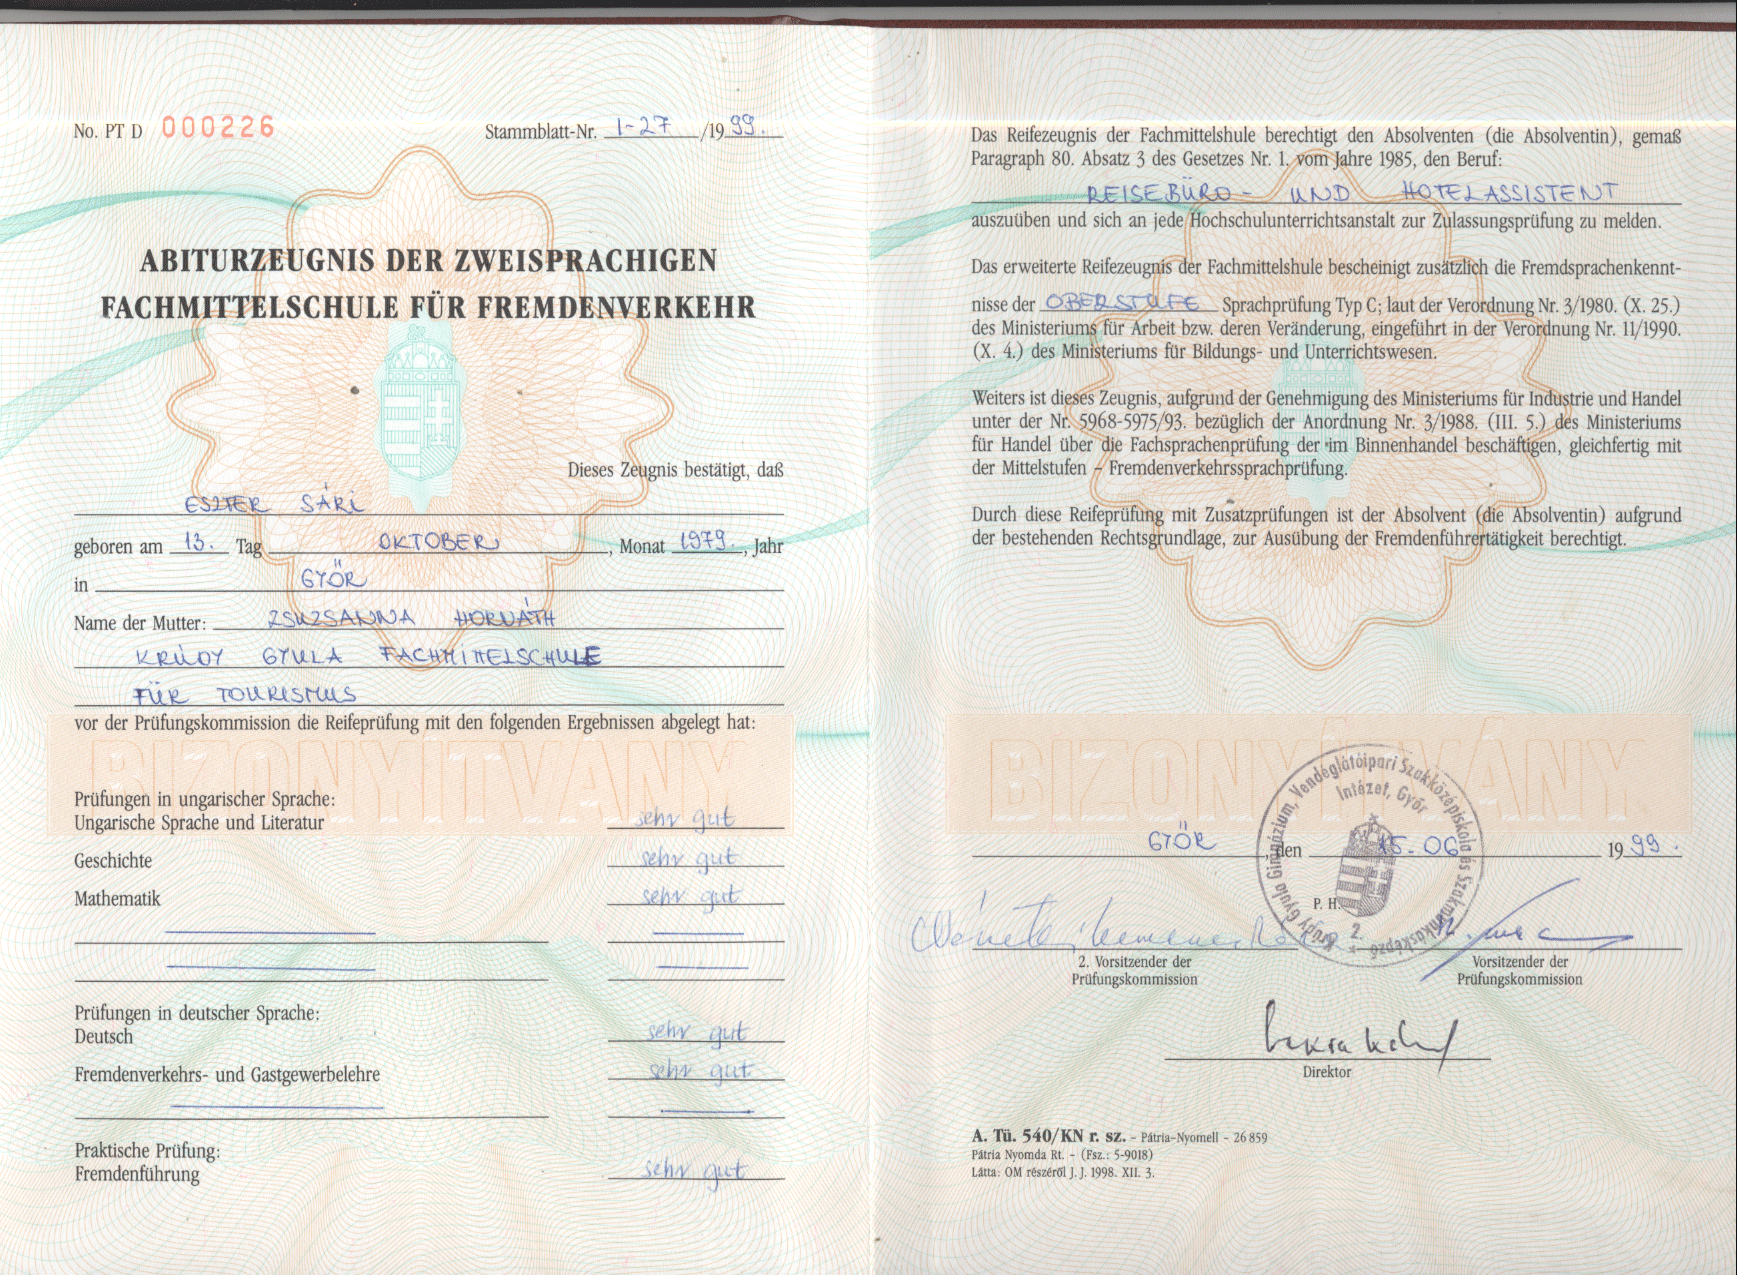 No. PT D 000226 Stammblatt-Nr. 1-27 /1999.
ABITURZEUGNIS DER ZWEISPRACHIGEN
FACHMITTELSCHULE FÜR FREMDENVERKEHR
Dieses Zeugnis bestätigt, daß
ESZTER SÁRI
geboren am 13. Tag OKTOBER, Monat 1979., Jahr
in GYŐR
Name der Mutter: ZSUZSANNA HORVÁTH
KRÚDY GYULA FACHMITTELSCHULE
FÜR TOURISMUS
vor der Prüfungskommission die Reifeprüfung mit den folgenden Ergebnissen abgelegt hat:
BIZONYÍTVÁNY
Prüfungen in ungarischer Sprache:
Ungarische Sprache und Literatur sehr gut
Geschichte sehr gut
Mathematik sehr gut
Prüfungen in deutscher Sprache:
Deutsch sehr gut
Fremdenverkehrs- und Gastgewerbelehre sehr gut
Praktische Prüfung:
Fremdenführung sehr gut
Das Reifezeugnis der Fachmittelshule berechtigt den Absolventen (die Absolventin), gemaß
Paragraph 80. Absatz 3 des Gesetzes Nr. 1. vom Jahre 1985, den Beruf:
REISEBÜRO- UND HOTELASSISTENT
auszuüben und sich an jede Hochschulunterrichtsanstalt zur Zulassungsprüfung zu melden.
Das erweiterte Reifezeugnis der Fachmittelshule bescheinigt zusätzlich die Fremdsprachenkennt-
nisse der OBERSTUFE Sprachprüfung Typ C; laut der Verordnung Nr. 3/1980. (X. 25.)
des Ministeriums für Arbeit bzw. deren Veränderung, eingeführt in der Verordnung Nr. 11/1990.
(X. 4.) des Ministeriums für Bildungs- und Unterrichtswesen.
Weiters ist dieses Zeugnis, aufgrund der Genehmigung des Ministeriums für Industrie und Handel
unter der Nr. 5968-5975/93. bezüglich der Anordnung Nr. 3/1988. (III. 5.) des Ministeriums
für Handel über die Fachsprachenprüfung der im Binnenhandel beschäftigen, gleichfertig mit
der Mittelstufen – Fremdenverkehrssprachprüfung.
Durch diese Reifeprüfung mit Zusatzprüfungen ist der Absolvent (die Absolventin) aufgrund
der bestehenden Rechtsgrundlage, zur Ausübung der Fremdenführertätigkeit berechtigt.
BIZONYÍTVÁNY
Krúdy Gyula Gimnázium, Vendéglátóipari Szakközépiskola és Szakmunkásképző
Intézet, Győr
2.
GYŐR, den 15. 06 1999.
P. H.
2. Vorsitzender der
Prüfungskommission
Vorsitzender der
Prüfungskommission
Direktor
A. Tü. 540/KN r. sz. – Pátria-Nyomell – 26 859
Pátria Nyomda Rt. – (Fsz.: 5-9018)
Látta: OM részéről J. J. 1998. XII. 3.